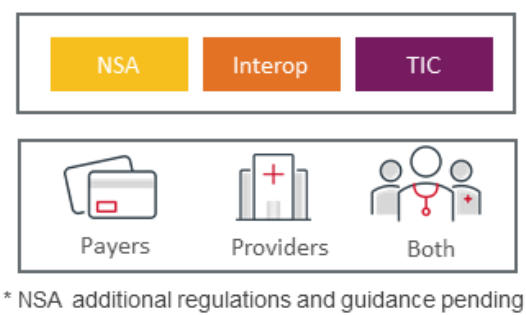 NSA Interop TIC
Payers Providers Both
* NSA additional regulations and guidance pending